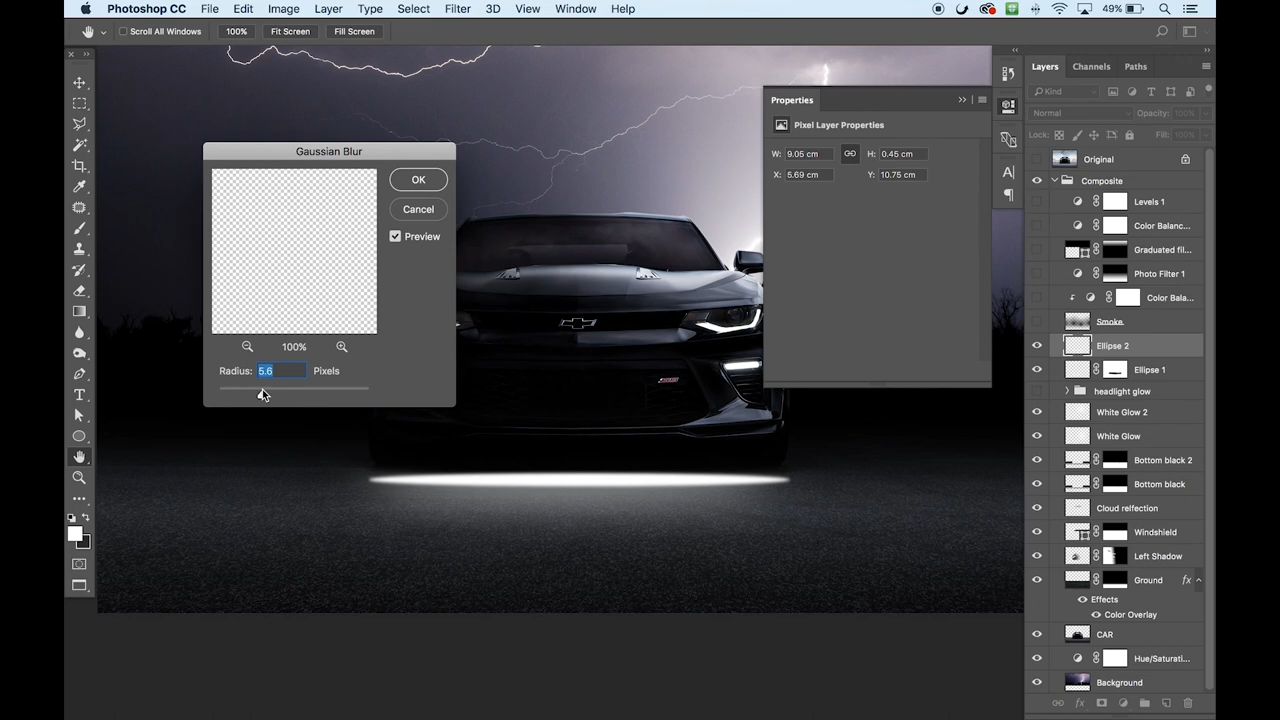 Photoshop CC File Edit Image Layer Type Select Filter 3D View Window Help 49%
Scroll All Windows 100% Fit Screen Fill Screen
Layers Channels Paths
Kind
Properties
Normal Opacity: 100%
Pixel Layer Properties
Lock: Fill: 100%
W: 9.05 cm H: 0.45 cm
X: 5.69 cm Y: 10.75 cm
Gaussian Blur
OK
Cancel
Preview
100%
Radius: 5.6 Pixels
Original
Composite
Levels 1
Color Balanc...
Graduated fil...
Photo Filter 1
Color Bala...
Smoke
Ellipse 2
Ellipse 1
headlight glow
White Glow 2
White Glow
Bottom black 2
Bottom black
Cloud relfection
Windshield
Left Shadow
Ground fx
Effects
Color Overlay
CAR
Hue/Saturati...
Background
fx